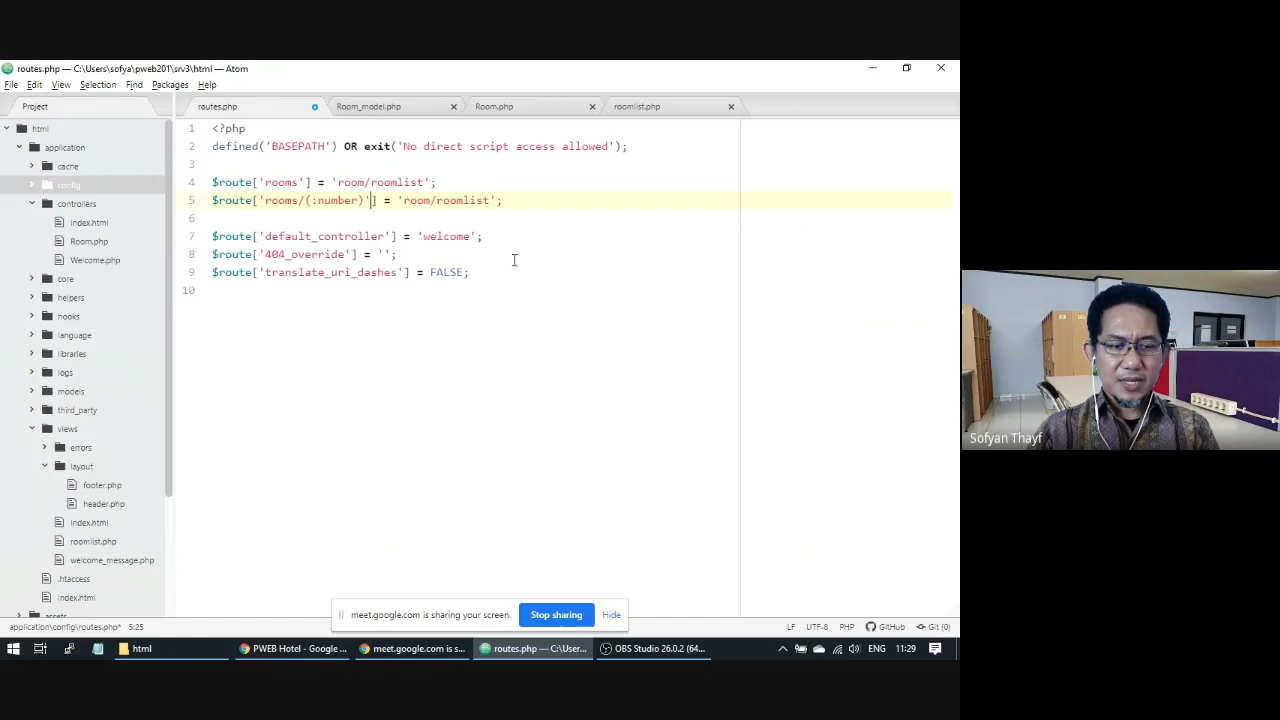 routes.php — C:\Users\sofya\pweb201\srv3\html — Atom
File Edit View Selection Find Packages Help
Project
routes.php
Room_model.php
Room.php
roomlist.php
html
application
cache
config
controllers
index.html
Room.php
Welcome.php
core
helpers
hooks
language
libraries
logs
models
third_party
views
errors
layout
footer.php
header.php
index.html
roomlist.php
welcome_message.php
.htaccess
index.html
assets
1 <?php
2 defined('BASEPATH') OR exit('No direct script access allowed');
3
4 $route['rooms'] = 'room/roomlist';
5 $route['rooms/(:number)'] = 'room/roomlist';
6
7 $route['default_controller'] = 'welcome';
8 $route['404_override'] = '';
9 $route['translate_uri_dashes'] = FALSE;
10
Sofyan Thayf
meet.google.com is sharing your screen. Stop sharing Hide
application\config\routes.php* 5:25 LF UTF-8 PHP GitHub Git (0)
html PWEB Hotel - Google ... meet.google.com is s... routes.php — C:\User... OBS Studio 26.0.2 (64... ENG 11:29